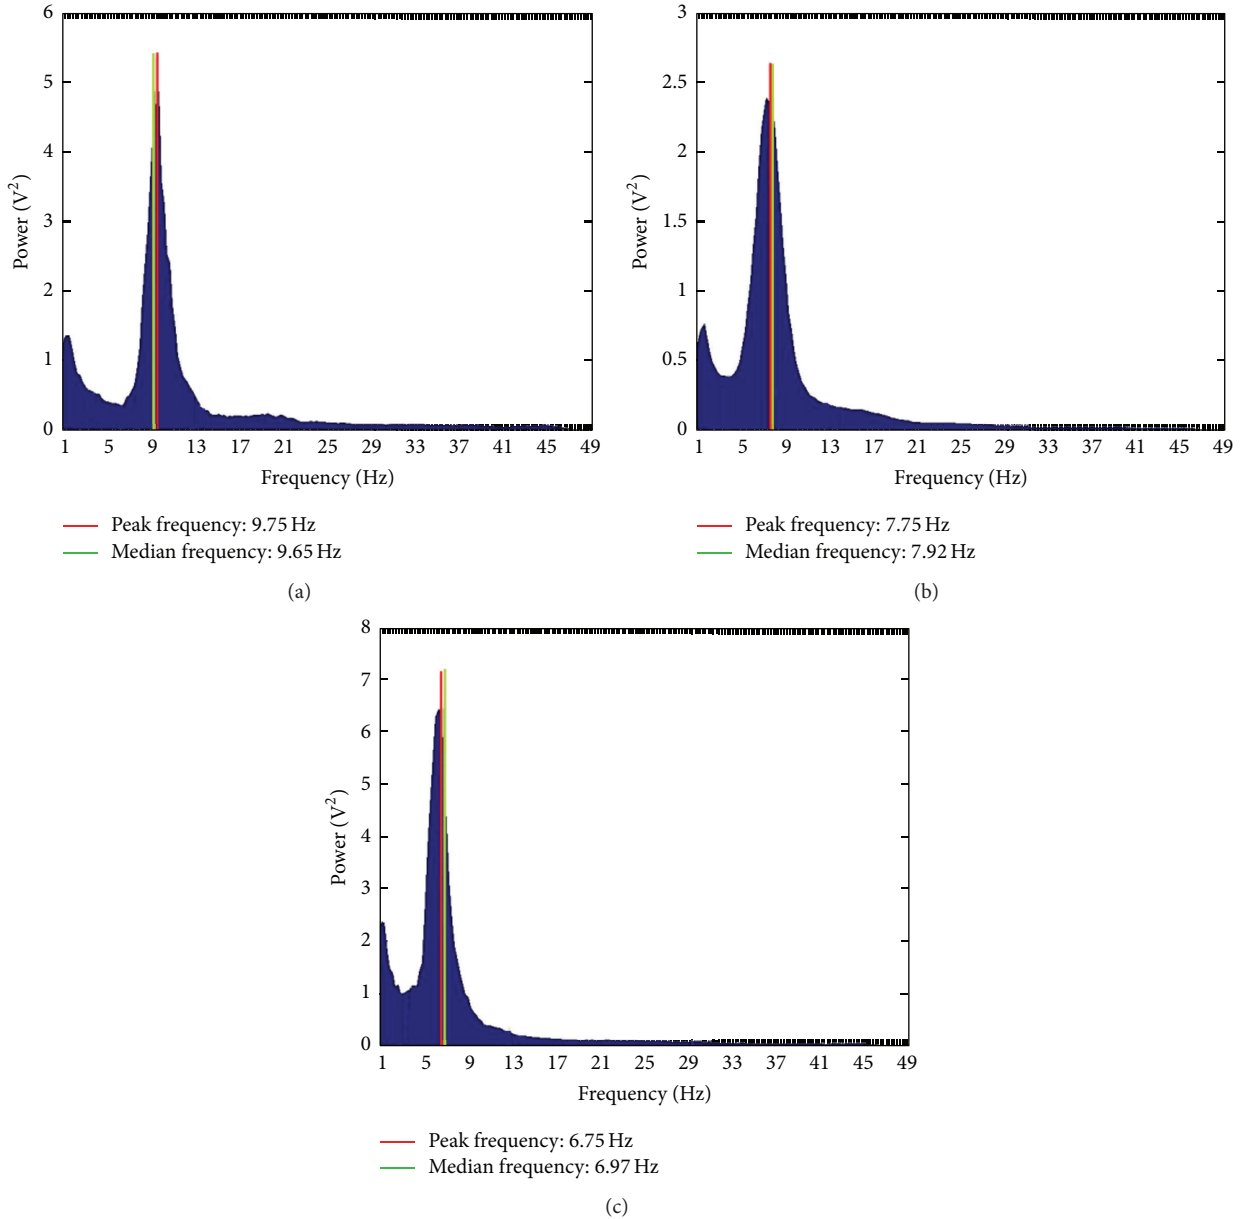 6
5
4
3
2
1
0
Power (V²)
1 5 9 13 17 21 25 29 33 37 41 45 49
Frequency (Hz)
Peak frequency: 9.75 Hz
Median frequency: 9.65 Hz
(a)
3
2.5
2
1.5
1
0.5
0
Power (V²)
1 5 9 13 17 21 25 29 33 37 41 45 49
Frequency (Hz)
Peak frequency: 7.75 Hz
Median frequency: 7.92 Hz
(b)
8
7
6
5
4
3
2
1
0
Power (V²)
1 5 9 13 17 21 25 29 33 37 41 45 49
Frequency (Hz)
Peak frequency: 6.75 Hz
Median frequency: 6.97 Hz
(c)